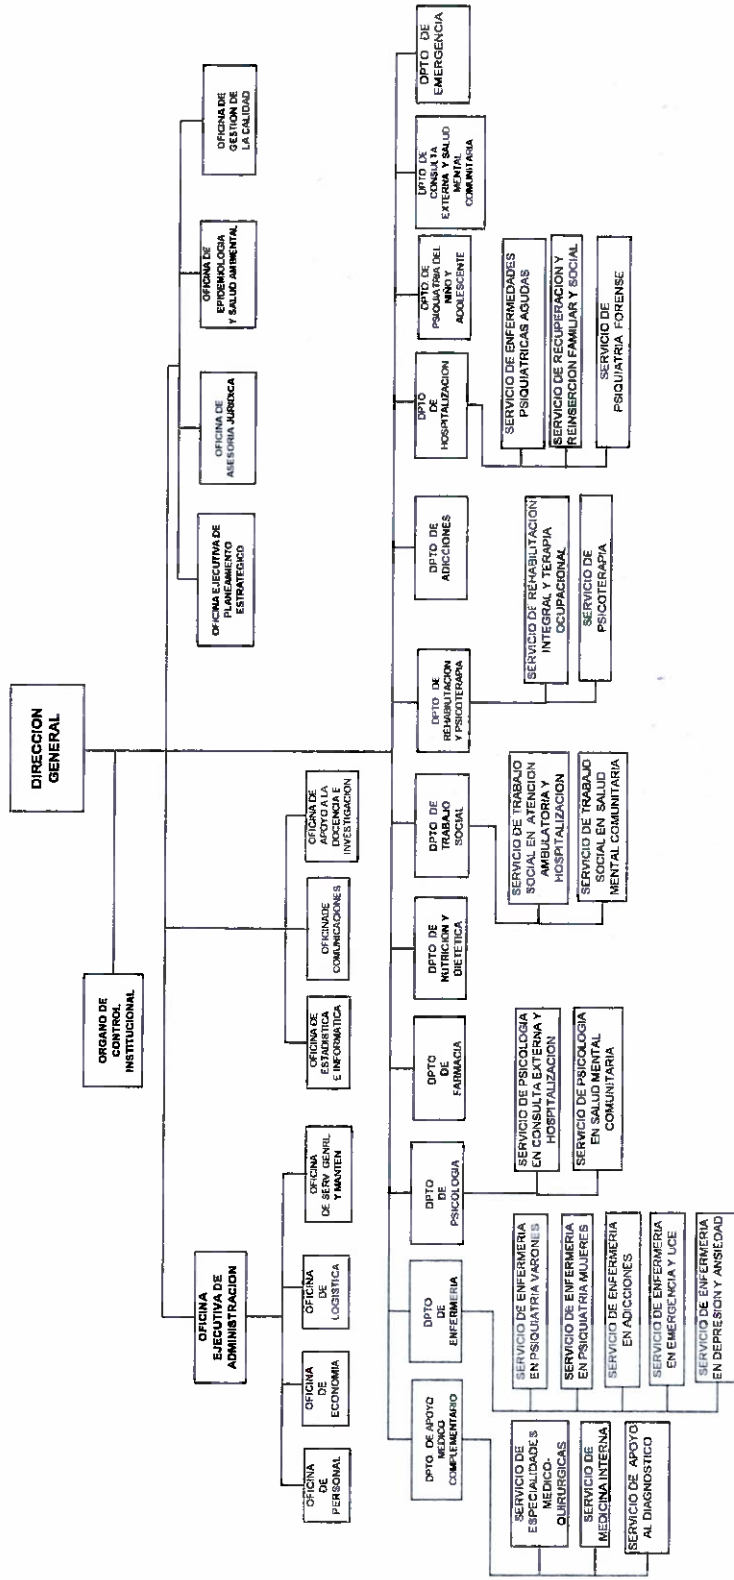 DIRECCION
GENERAL
ORGANO DE
CONTROL
INSTITUCIONAL
OFICINA EJECUTIVA DE
PLANEAMIENTO
ESTRATEGICO
OFICINA DE
ASESORIA JURIDICA
OFICINA DE
EPIDEMIOLOGIA
Y SALUD AMBIENTAL
OFICINA DE
GESTION DE
LA CALIDAD
OFICINA
EJECUTIVA DE
ADMINISTRACION
OFICINA
DE
PERSONAL
OFICINA
DE
ECONOMIA
OFICINA
DE
LOGISTICA
OFICINA
DE SERV GENRL
Y MANTEN
OFICINA DE
ESTADISTICA
E INFORMATICA
OFICINADE
COMUNICACIONES
OFICINA DE
APOYO A LA
DOCENCIA E
INVESTIGACION
DPTO DE APOYO
MEDICO
COMPLEMENTARIO
DPTO
DE
ENFERMERIA
DPTO
DE
PSICOLOGIA
DPTO
DE
FARMACIA
DPTO DE
NUTRICION Y
DIETETICA
DPTO DE
TRABAJO
SOCIAL
DPTO DE
REHABILITACION
Y PSICOTERAPIA
DPTO DE
ADICCIONES
DPTO
DE
HOSPITALIZACION
DPTO DE
PSIQUIATRIA DEL
NIÑO Y
ADOLESCENTE
DPTO DE
CONSULTA
EXTERNA Y SALUD
MENTAL
COMUNITARIA
DPTO DE
EMERGENCIA
SERVICIO DE
ESPECIALIDADES
MEDICO-
QUIRURGICAS
SERVICIO DE
MEDICINA INTERNA
SERVICIO DE APOYO
AL DIAGNOSTICO
SERVICIO DE ENFERMERIA
EN PSIQUIATRIA VARONES
SERVICIO DE ENFERMERIA
EN PSIQUIATRIA MUJERES
SERVICIO DE ENFERMERIA
EN ADICCIONES
SERVICIO DE ENFERMERIA
EN EMERGENCIA Y UCE
SERVICIO DE ENFERMERIA
EN DEPRESION Y ANSIEDAD
SERVICIO DE PSICOLOGIA
EN CONSULTA EXTERNA Y
HOSPITALIZACION
SERVICIO DE PSICOLOGIA
EN SALUD MENTAL
COMUNITARIA
SERVICIO DE TRABAJO
SOCIAL EN ATENCION
AMBULATORIA Y
HOSPITALIZACION
SERVICIO DE TRABAJO
SOCIAL EN SALUD
MENTAL COMUNITARIA
SERVICIO DE REHABILITACION
INTEGRAL Y TERAPIA
OCUPACIONAL
SERVICIO DE
PSICOTERAPIA
SERVICIO DE ENFERMEDADES
PSIQUIATRICAS AGUDAS
SERVICIO DE RECUPERACION Y
REINSERCION FAMILIAR Y SOCIAL
SERVICIO DE
PSIQUIATRIA FORENSE